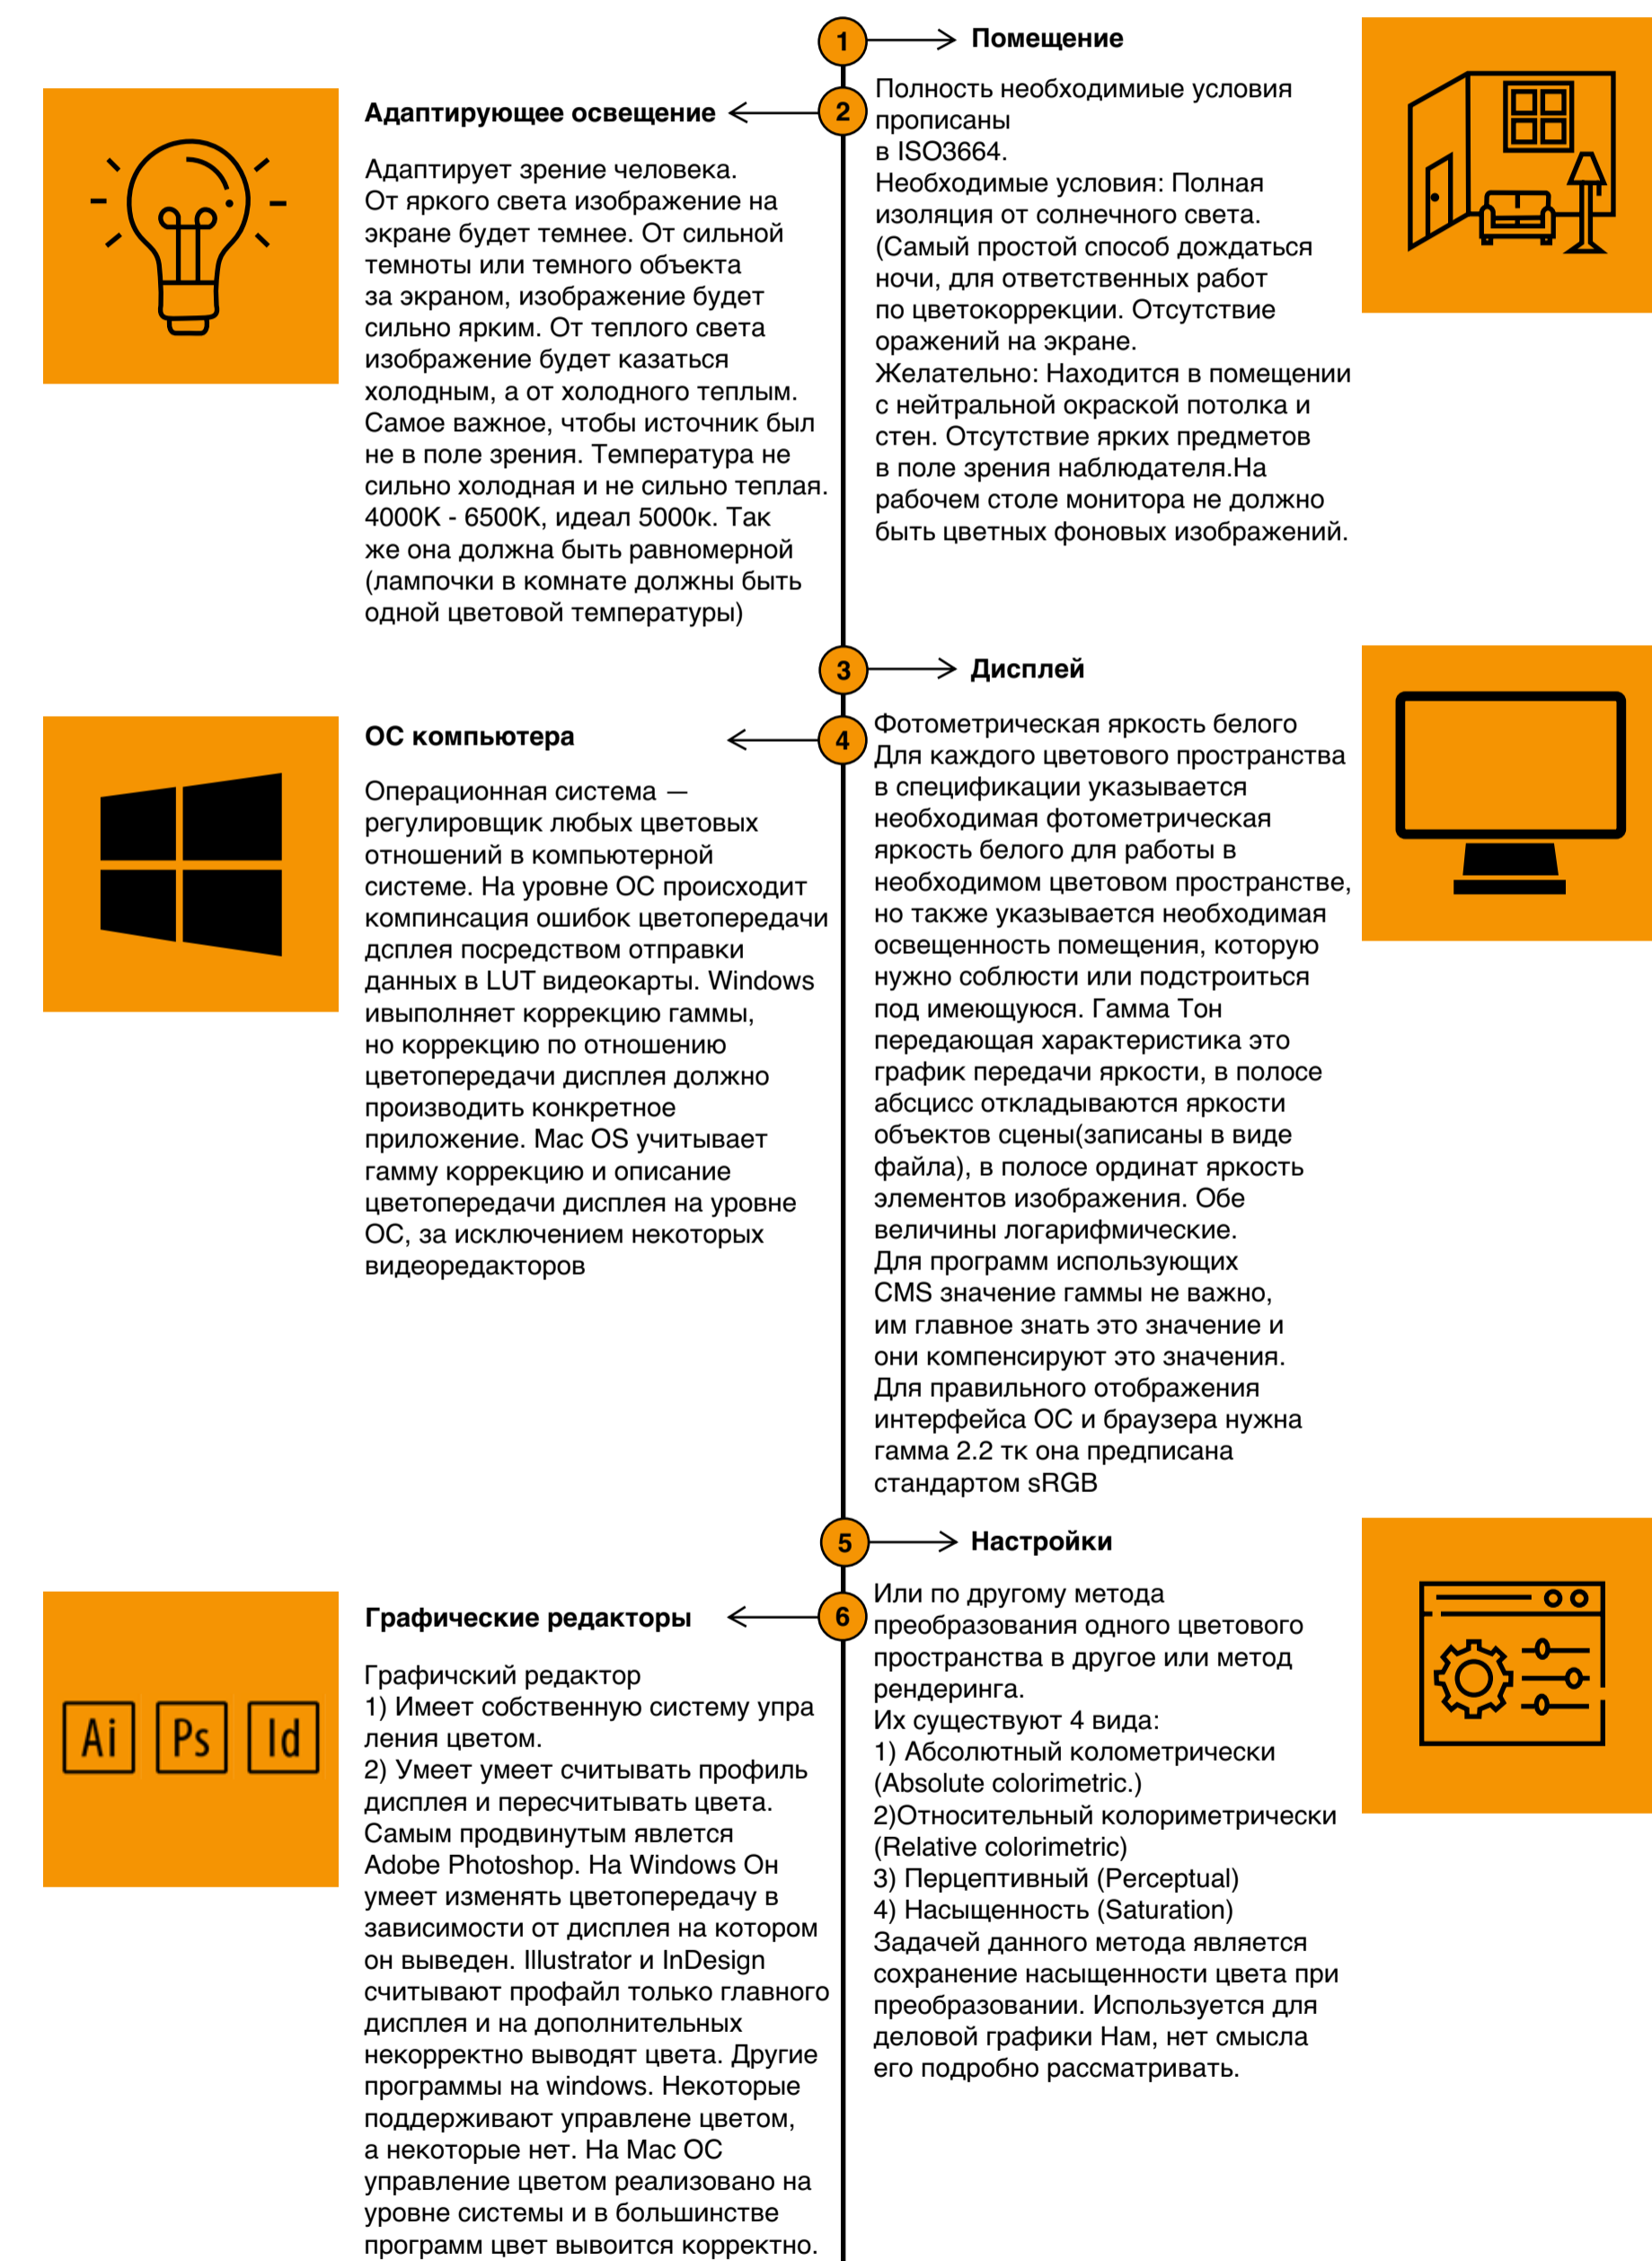 1
Помещение
Полность необходимиые условия
прописаны
в ISO3664.
Необходимые условия: Полная
изоляция от солнечного света.
(Самый простой способ дождаться
ночи, для ответственных работ
по цветокоррекции. Отсутствие
оражений на экране.
Желательно: Находится в помещении
с нейтральной окраской потолка и
стен. Отсутствие ярких предметов
в поле зрения наблюдателя.На
рабочем столе монитора не должно
быть цветных фоновых изображений.
2
Адаптирующее освещение
Адаптирует зрение человека.
От яркого света изображение на
экране будет темнее. От сильной
темноты или темного объекта
за экраном, изображение будет
сильно ярким. От теплого света
изображение будет казаться
холодным, а от холодного теплым.
Самое важное, чтобы источник был
не в поле зрения. Температура не
сильно холодная и не сильно теплая.
4000К - 6500К, идеал 5000к. Так
же она должна быть равномерной
(лампочки в комнате должны быть
одной цветовой температуры)
3
Дисплей
Фотометрическая яркость белого
Для каждого цветового пространства
в спецификации указывается
необходимая фотометрическая
яркость белого для работы в
необходимом цветовом пространстве,
но также указывается необходимая
освещенность помещения, которую
нужно соблюсти или подстроиться
под имеющуюся. Гамма Тон
передающая характеристика это
график передачи яркости, в полосе
абсцисс откладываются яркости
объектов сцены(записаны в виде
файла), в полосе ординат яркость
элементов изображения. Обе
величины логарифмические.
Для программ использующих
CMS значение гаммы не важно,
им главное знать это значение и
они компенсируют это значения.
Для правильного отображения
интерфейса ОС и браузера нужна
гамма 2.2 тк она предписана
стандартом sRGB
4
ОС компьютера
Операционная система —
регулировщик любых цветовых
отношений в компьютерной
системе. На уровне ОС происходит
компинсация ошибок цветопередачи
дсплея посредством отправки
данных в LUT видеокарты. Windows
ивыполняет коррекцию гаммы,
но коррекцию по отношению
цветопередачи дисплея должно
производить конкретное
приложение. Mac OS учитывает
гамму коррекцию и описание
цветопередачи дисплея на уровне
ОС, за исключением некоторых
видеоредакторов
5
Настройки
Или по другому метода
преобразования одного цветового
пространства в другое или метод
рендеринга.
Их существуют 4 вида:
1) Абсолютный колометрически
(Absolute colorimetric.)
2)Относительный колориметрически
(Relative colorimetric)
3) Перцептивный (Perceptual)
4) Насыщенность (Saturation)
Задачей данного метода является
сохранение насыщенности цвета при
преобразовании. Используется для
деловой графики Нам, нет смысла
его подробно рассматривать.
6
Графические редакторы
Ai Ps Id
Графичский редактор
1) Имеет собственную систему упра
ления цветом.
2) Умеет умеет считывать профиль
дисплея и пересчитывать цвета.
Самым продвинутым явлется
Adobe Photoshop. На Windows Он
умеет изменять цветопередачу в
зависимости от дисплея на котором
он выведен. Illustrator и InDesign
считывают профайл только главного
дисплея и на дополнительных
некорректно выводят цвета. Другие
программы на windows. Некоторые
поддерживают управлене цветом,
а некоторые нет. На Mac ОС
управление цветом реализовано на
уровне системы и в большинстве
программ цвет вывоится корректно.